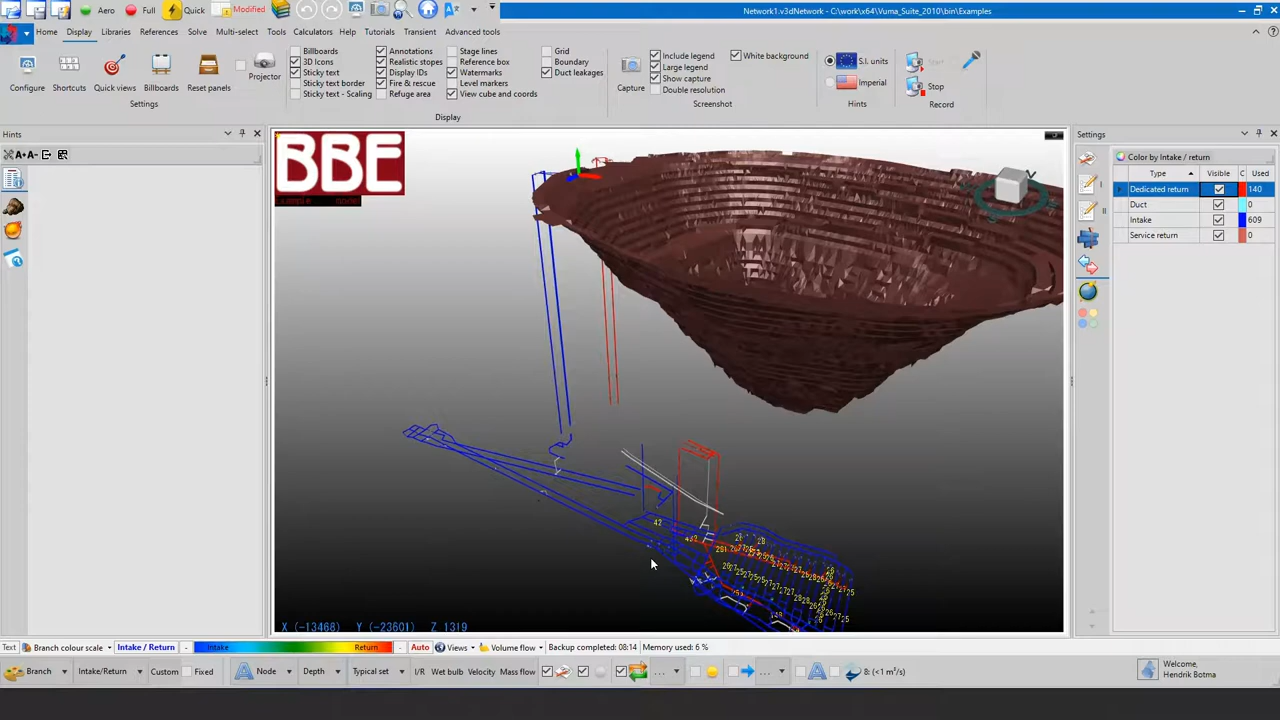 Aero Full Quick Modified
Network1.v3dNetwork - C:\work\x64\Vuma_Suite_2010\bin\Examples
Home Display Libraries References Solve Multi-select Tools Calculators Tutorials Transient Advanced tools
Configure Shortcuts Quick views Billboards Reset panels Projector
Settings
Billboards Annotations Stage lines Grid
3D Icons Realistic stopes Reference box Boundary
Sticky text Display IDs Watermarks Duct leakages
Sticky text border Fire & rescue Level markers
Sticky text - Scaling Refuge area View cube and coords
Display
Capture
Include legend White background
Large legend
Show capture
Double resolution
Screenshot
S.I. units
Imperial
Hints
Start
Stop
Record
Hints
A+ A-
BBE
Settings
Color by Intake / return
Type Visible C Used
Dedicated return 140
Duct 0
Intake 609
Service return 0
X (-13468) Y (-23601) Z 1319
Text Branch colour scale Intake / Return - Intake Return - Auto Views Volume flow Backup completed: 08:14 Memory used: 6 %
Branch Intake/Return Custom Fixed Node Depth Typical set I/R Wet bulb Velocity Mass flow ... ... 8: (<1 m³/s)
Welcome,
Hendrik Botma